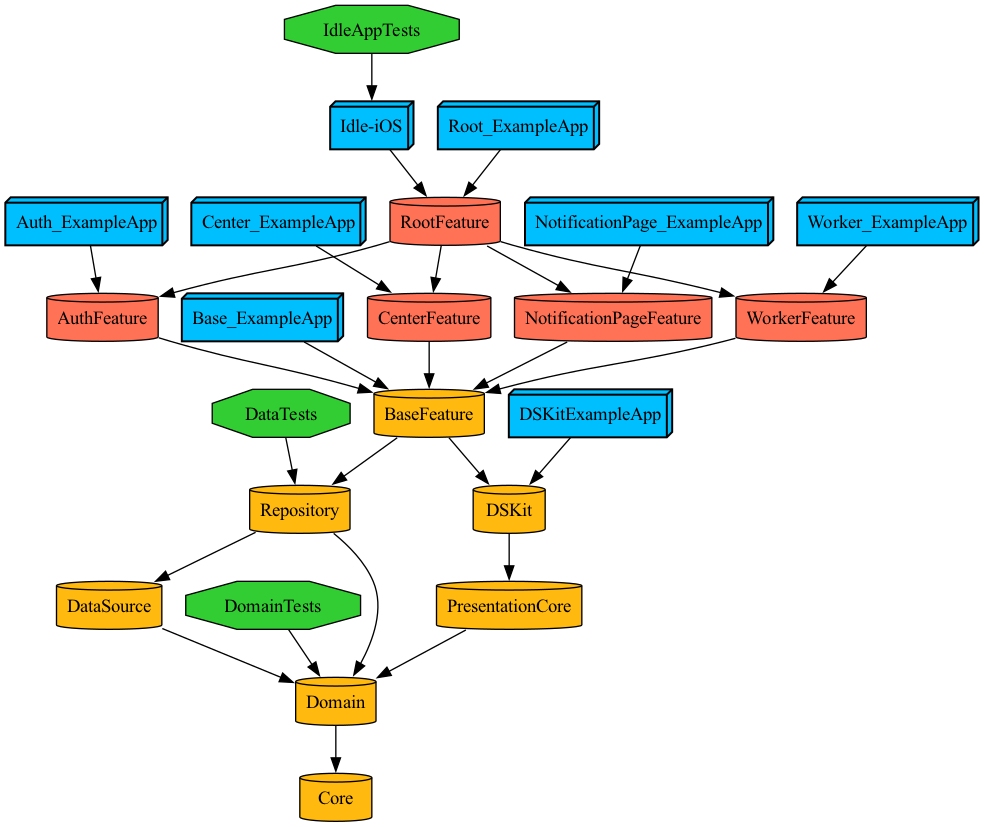 IdleAppTests
Idle-iOS
Root_ExampleApp
Auth_ExampleApp
Center_ExampleApp
RootFeature
NotificationPage_ExampleApp
Worker_ExampleApp
AuthFeature
Base_ExampleApp
CenterFeature
NotificationPageFeature
WorkerFeature
DataTests
BaseFeature
DSKitExampleApp
Repository
DSKit
DataSource
DomainTests
PresentationCore
Domain
Core